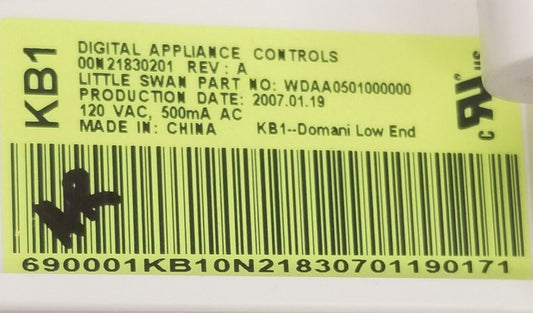 KB1
DIGITAL APPLIANCE CONTROLS
00N21830201 REV: A
LITTLE SWAN PART NO: WDAA0501000000
PRODUCTION DATE: 2007.01.19
120 VAC, 500mA AC
MADE IN: CHINA KB1--Domani Low End
690001KB10N21830701190171